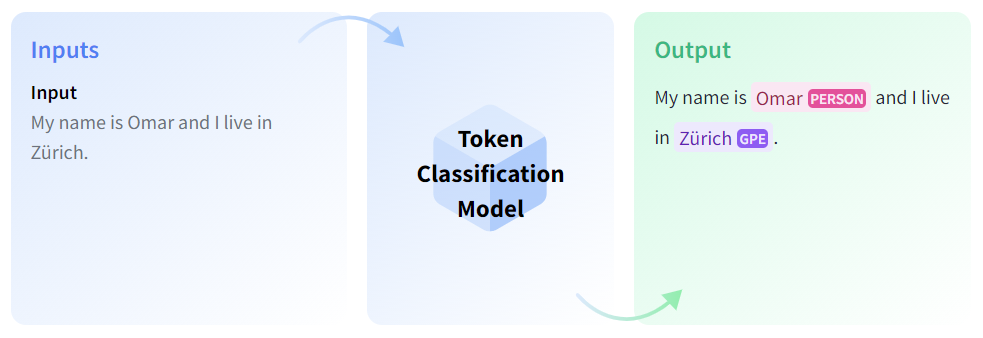 Inputs
Input
My name is Omar and I live in
Zürich.
Token
Classification
Model
Output
My name is Omar PERSON and I live
in Zürich GPE .